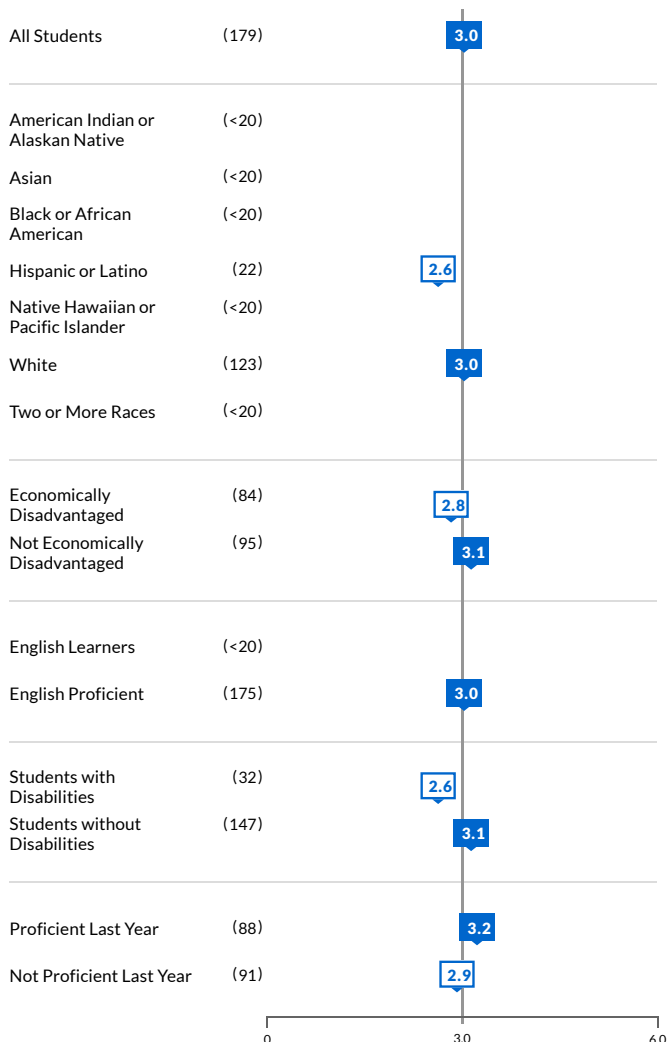 All Students (179) 3.0
American Indian or (<20)
Alaskan Native
Asian (<20)
Black or African (<20)
American
Hispanic or Latino (22) 2.6
Native Hawaiian or (<20)
Pacific Islander
White (123) 3.0
Two or More Races (<20)
Economically (84) 2.8
Disadvantaged
Not Economically (95) 3.1
Disadvantaged
English Learners (<20)
English Proficient (175) 3.0
Students with (32) 2.6
Disabilities
Students without (147) 3.1
Disabilities
Proficient Last Year (88) 3.2
Not Proficient Last Year (91) 2.9
0 3.0 6.0